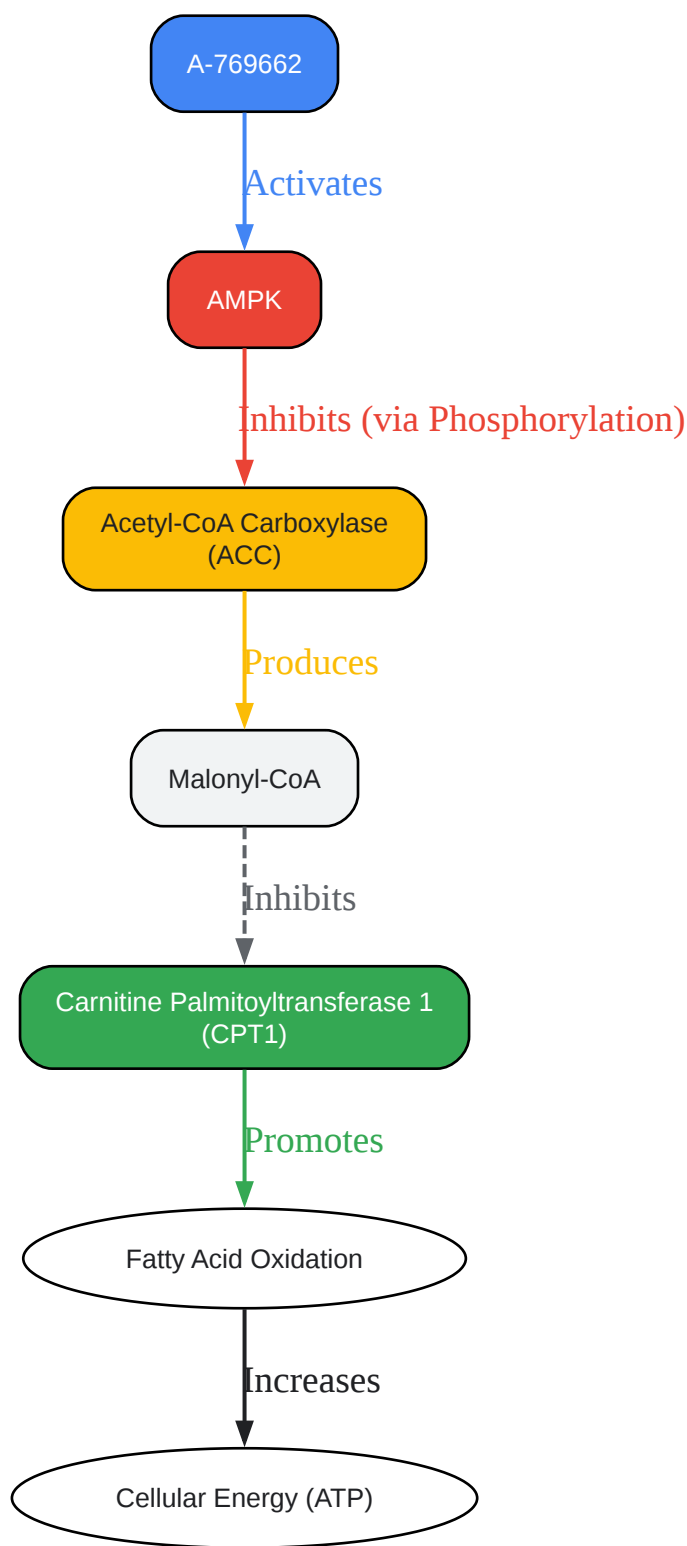 A-769662
Activates
AMPK
Inhibits (via Phosphorylation)
Acetyl-CoA Carboxylase
(ACC)
Produces
Malonyl-CoA
Inhibits
Carnitine Palmitoyltransferase 1
(CPT1)
Promotes
Fatty Acid Oxidation
Increases
Cellular Energy (ATP)